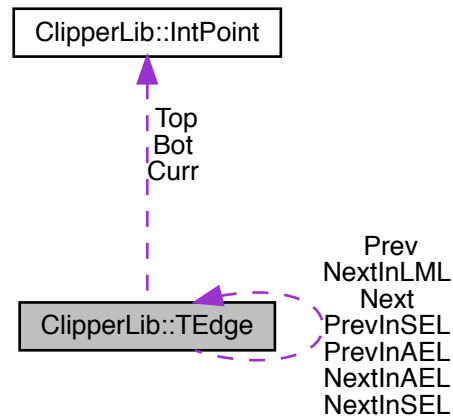 ClipperLib::IntPoint
Top
Bot
Curr
Prev
NextInLML
Next
PrevInSEL
PrevInAEL
NextInAEL
NextInSEL
ClipperLib::TEdge